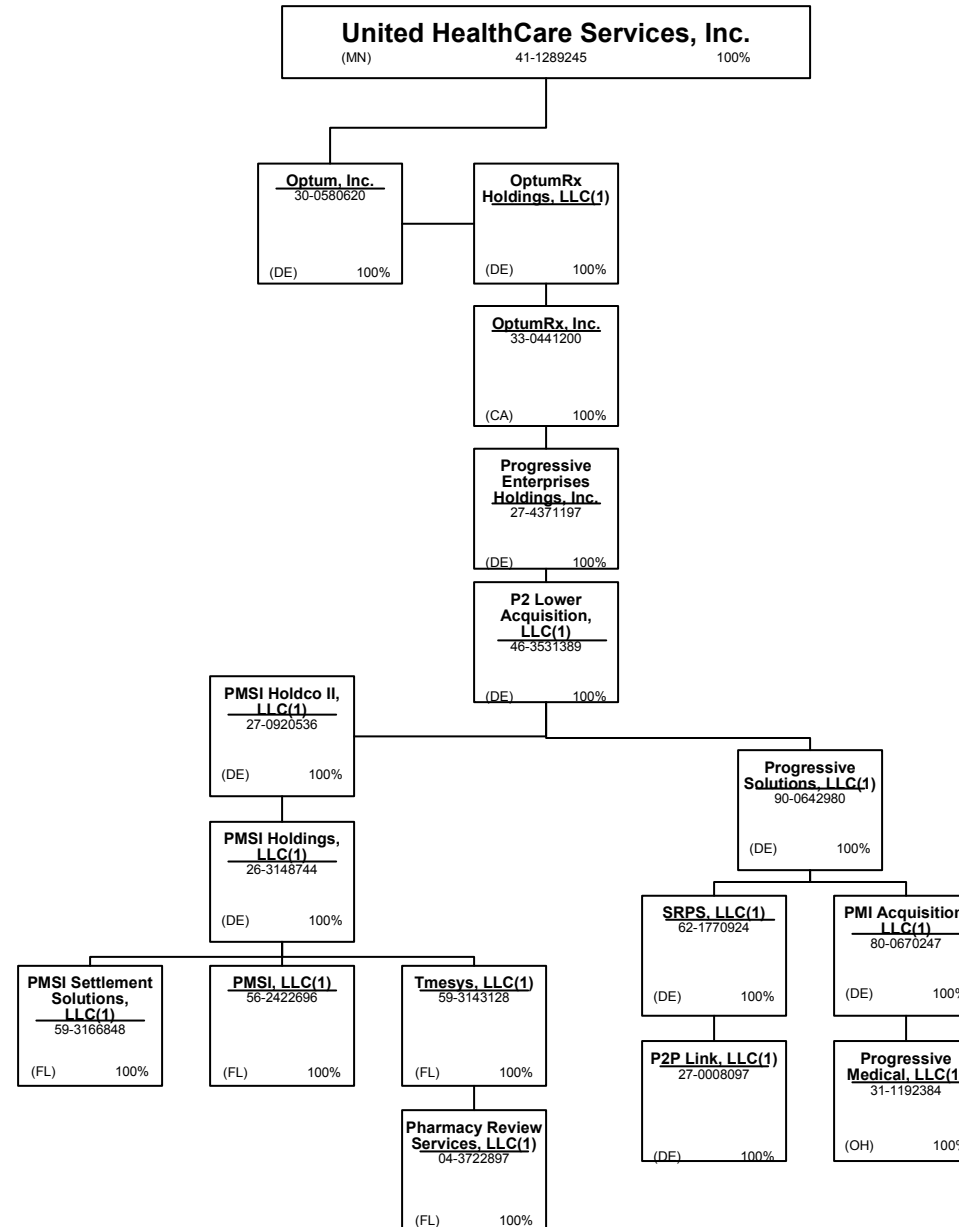 United HealthCare Services, Inc.
(MN) 41-1289245 100%
Optum, Inc.
30-0580620
(DE) 100%
OptumRx
Holdings, LLC(1)
(DE) 100%
OptumRx, Inc.
33-0441200
(CA) 100%
Progressive
Enterprises
Holdings, Inc.
27-4371197
(DE) 100%
P2 Lower
Acquisition,
LLC(1)
46-3531389
(DE) 100%
PMSI Holdco II,
LLC(1)
27-0920536
(DE) 100%
Progressive
Solutions, LLC(1)
90-0642980
(DE) 100%
PMSI Holdings,
LLC(1)
26-3148744
(DE) 100%
SRPS, LLC(1)
62-1770924
(DE) 100%
PMI Acquisition
LLC(1)
80-0670247
(DE) 100%
PMSI Settlement
Solutions,
LLC(1)
59-3166848
(FL) 100%
PMSI, LLC(1)
56-2422696
(FL) 100%
Tmesys, LLC(1)
59-3143128
(FL) 100%
P2P Link, LLC(1)
27-0008097
(DE) 100%
Progressive
Medical, LLC(1
31-1192384
(OH) 100%
Pharmacy Review
Services, LLC(1)
04-3722897
(FL) 100%